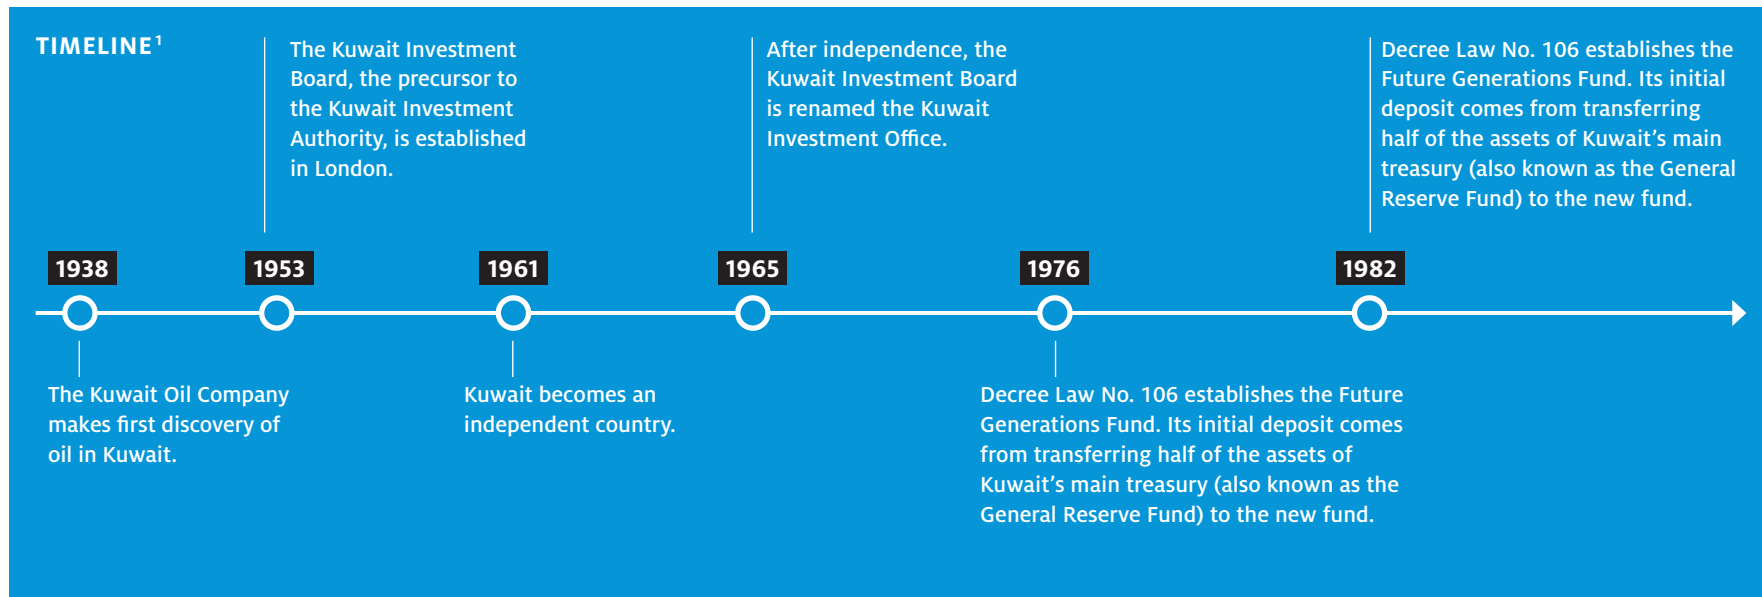 TIMELINE¹
The Kuwait Investment
Board, the precursor to
the Kuwait Investment
Authority, is established
in London.
After independence, the
Kuwait Investment Board
is renamed the Kuwait
Investment Office.
Decree Law No. 106 establishes the
Future Generations Fund. Its initial
deposit comes from transferring
half of the assets of Kuwait’s main
treasury (also known as the General
Reserve Fund) to the new fund.
1938
1953
1961
1965
1976
1982
The Kuwait Oil Company
makes first discovery of
oil in Kuwait.
Kuwait becomes an
independent country.
Decree Law No. 106 establishes the Future
Generations Fund. Its initial deposit comes
from transferring half of the assets of
Kuwait’s main treasury (also known as the
General Reserve Fund) to the new fund.